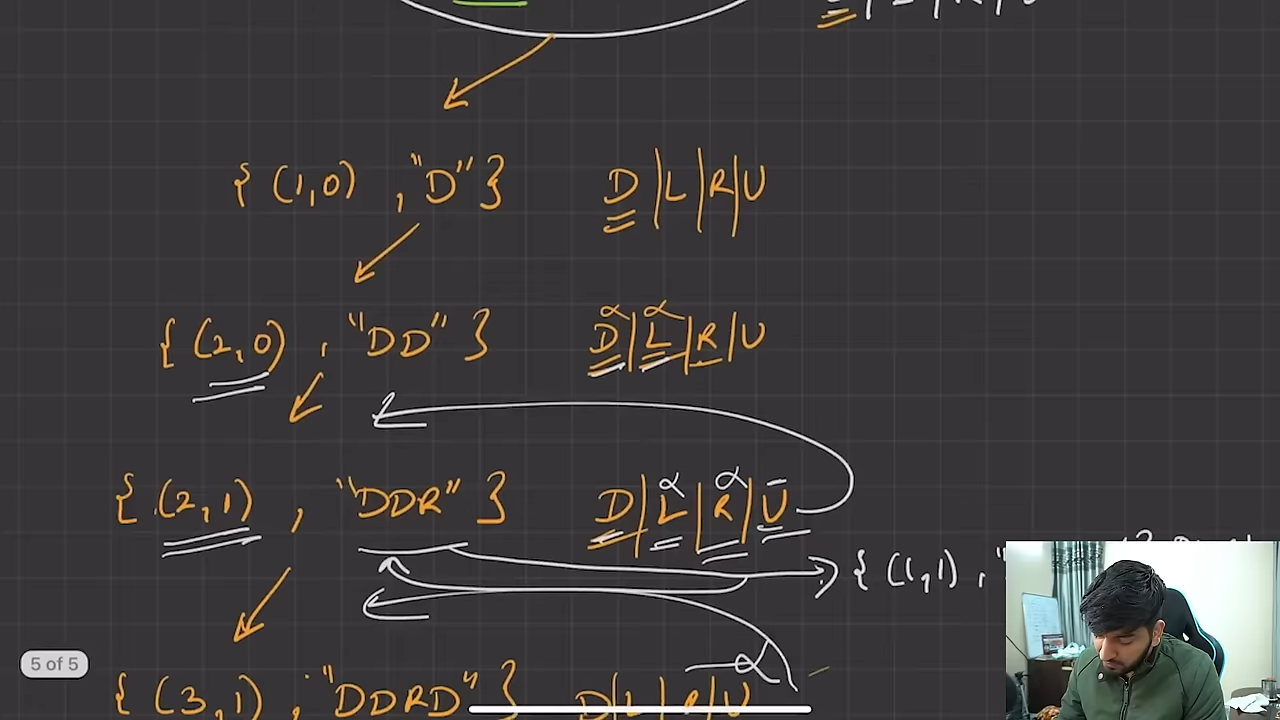 { (1,0) , "D" } D | L | R | U
{ (2,0) , "DD" } D | L | R | U
{ (2,1) , "DDR" } D | L | R | U
{ (1,1) , "
5 of 5
{ (3,1) , "DDRD" } D | L | R | U